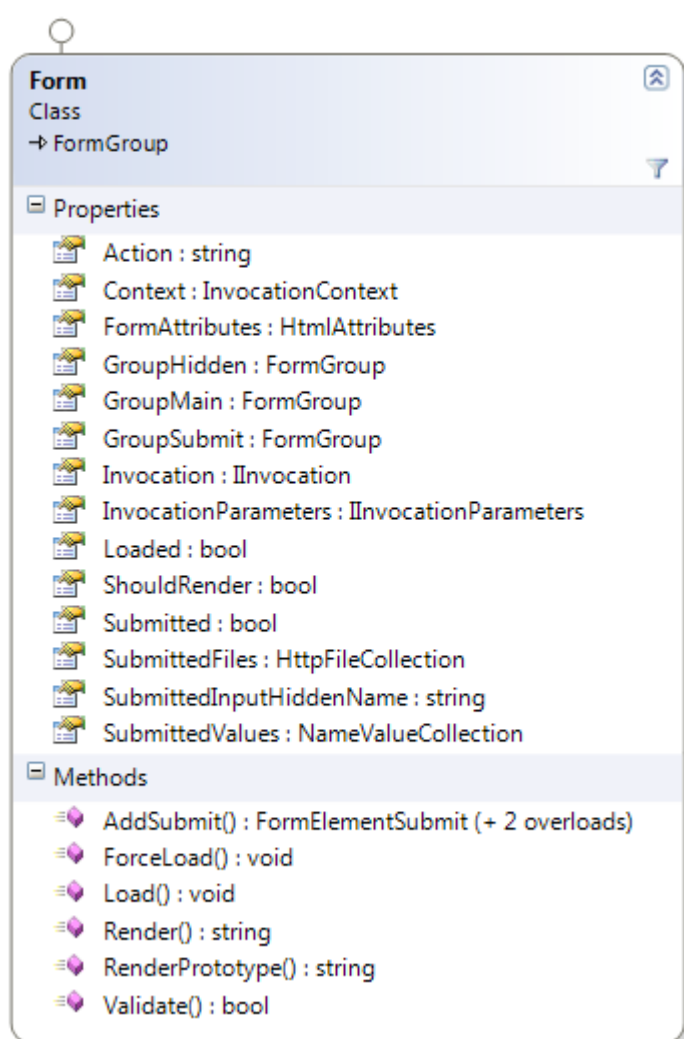 Form
Class
FormGroup
Properties
Action : string
Context : InvocationContext
FormAttributes : HtmlAttributes
GroupHidden : FormGroup
GroupMain : FormGroup
GroupSubmit : FormGroup
Invocation : IInvocation
InvocationParameters : IInvocationParameters
Loaded : bool
ShouldRender : bool
Submitted : bool
SubmittedFiles : HttpFileCollection
SubmittedInputHiddenName : string
SubmittedValues : NameValueCollection
Methods
AddSubmit() : FormElementSubmit (+ 2 overloads)
ForceLoad() : void
Load() : void
Render() : string
RenderPrototype() : string
Validate() : bool